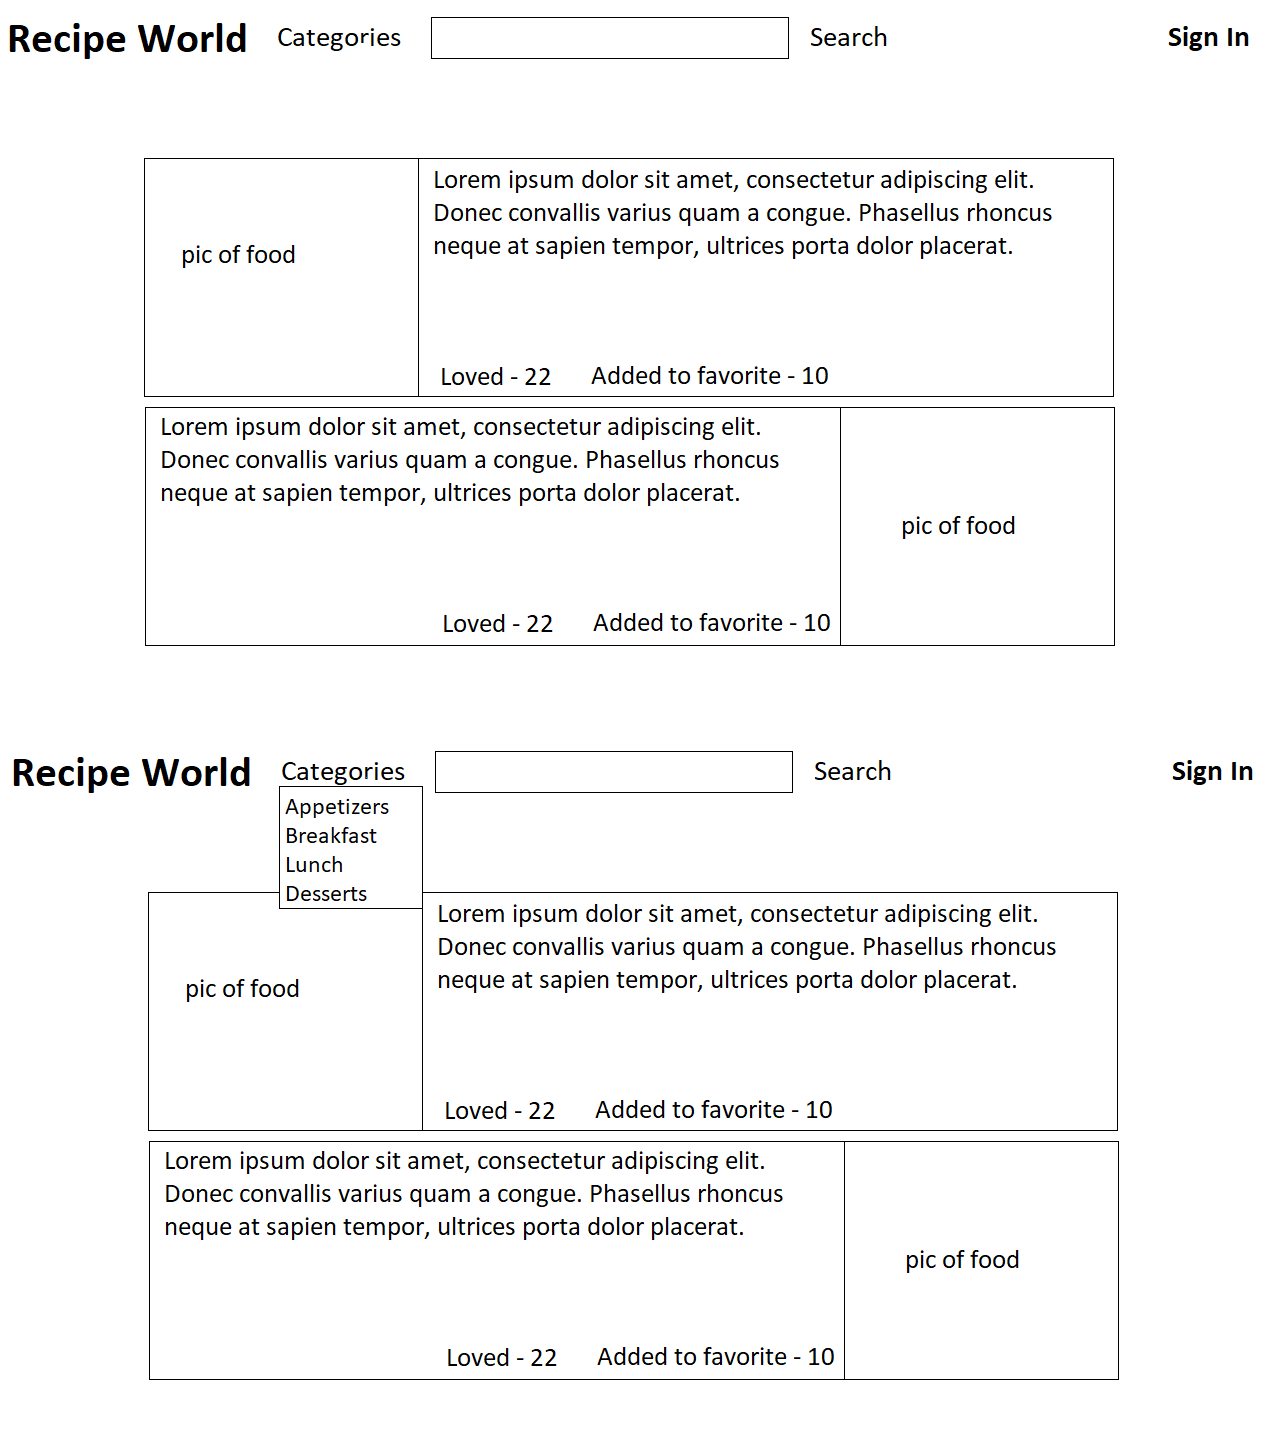 Recipe World Categories Search Sign In
pic of food
Lorem ipsum dolor sit amet, consectetur adipiscing elit.
Donec convallis varius quam a congue. Phasellus rhoncus
neque at sapien tempor, ultrices porta dolor placerat.
Loved - 22 Added to favorite - 10
Lorem ipsum dolor sit amet, consectetur adipiscing elit.
Donec convallis varius quam a congue. Phasellus rhoncus
neque at sapien tempor, ultrices porta dolor placerat.
Loved - 22 Added to favorite - 10
pic of food
Recipe World Categories Search Sign In
Appetizers
Breakfast
Lunch
Desserts
pic of food
Lorem ipsum dolor sit amet, consectetur adipiscing elit.
Donec convallis varius quam a congue. Phasellus rhoncus
neque at sapien tempor, ultrices porta dolor placerat.
Loved - 22 Added to favorite - 10
Lorem ipsum dolor sit amet, consectetur adipiscing elit.
Donec convallis varius quam a congue. Phasellus rhoncus
neque at sapien tempor, ultrices porta dolor placerat.
Loved - 22 Added to favorite - 10
pic of food